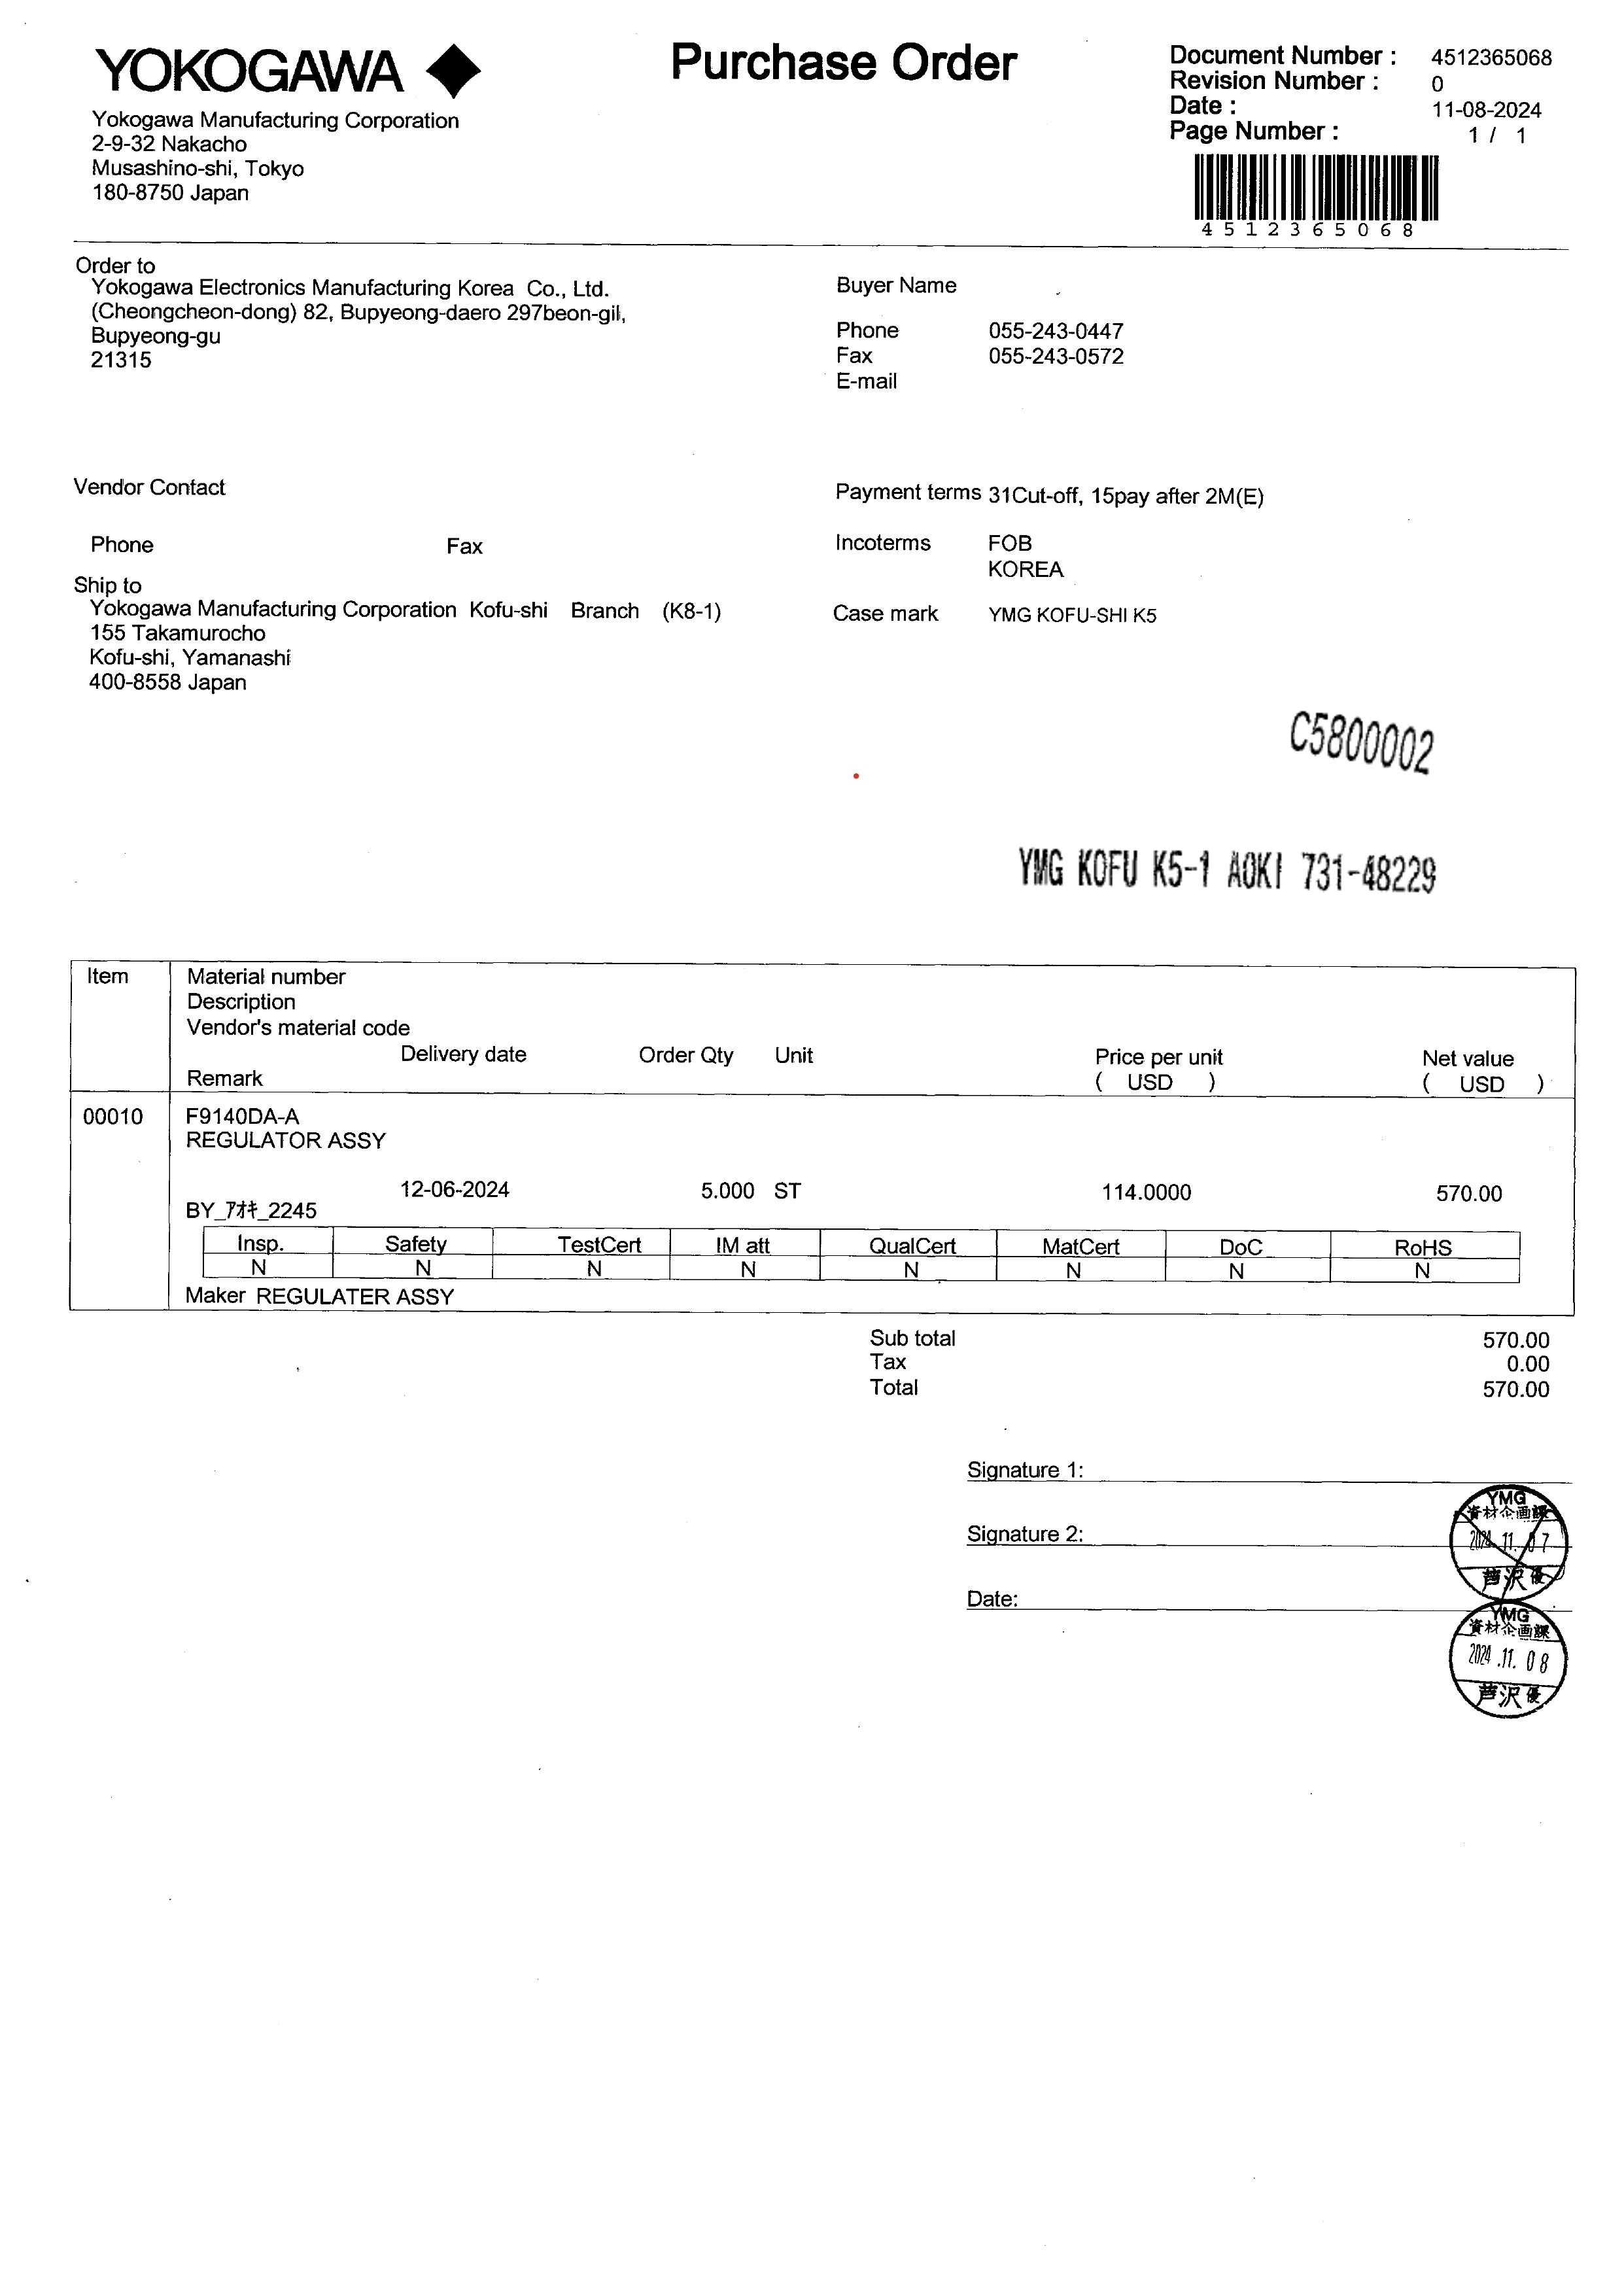 YOKOGAWA
Purchase Order
Document Number : 4512365068
Revision Number : 0
Date : 11-08-2024
Page Number : 1 / 1
4512365068
Yokogawa Manufacturing Corporation
2-9-32 Nakacho
Musashino-shi, Tokyo
180-8750 Japan
Order to
Yokogawa Electronics Manufacturing Korea Co., Ltd.
(Cheongcheon-dong) 82, Bupyeong-daero 297beon-gil,
Bupyeong-gu
21315
Buyer Name
Phone 055-243-0447
Fax 055-243-0572
E-mail
Vendor Contact
Phone Fax
Payment terms 31Cut-off, 15pay after 2M(E)
Incoterms FOB
KOREA
Ship to
Yokogawa Manufacturing Corporation Kofu-shi Branch (K8-1)
155 Takamurocho
Kofu-shi, Yamanashi
400-8558 Japan
Case mark YMG KOFU-SHI K5
C5800002
YMG KOFU K5-1 AOKI 731-48229
Item Material number
Description
Vendor's material code
Delivery date Order Qty Unit Price per unit Net value
Remark ( USD ) ( USD )
00010 F9140DA-A
REGULATOR ASSY
12-06-2024 5.000 ST 114.0000 570.00
BY_ｱｵｷ_2245
Insp. Safety TestCert IM att QualCert MatCert DoC RoHS
N N N N N N N N
Maker REGULATER ASSY
Sub total 570.00
Tax 0.00
Total 570.00
Signature 1:
Signature 2:
Date:
YMG
資材企画課
2024.11.07
芦沢優
YMG
資材企画課
2024.11.08
芦沢優